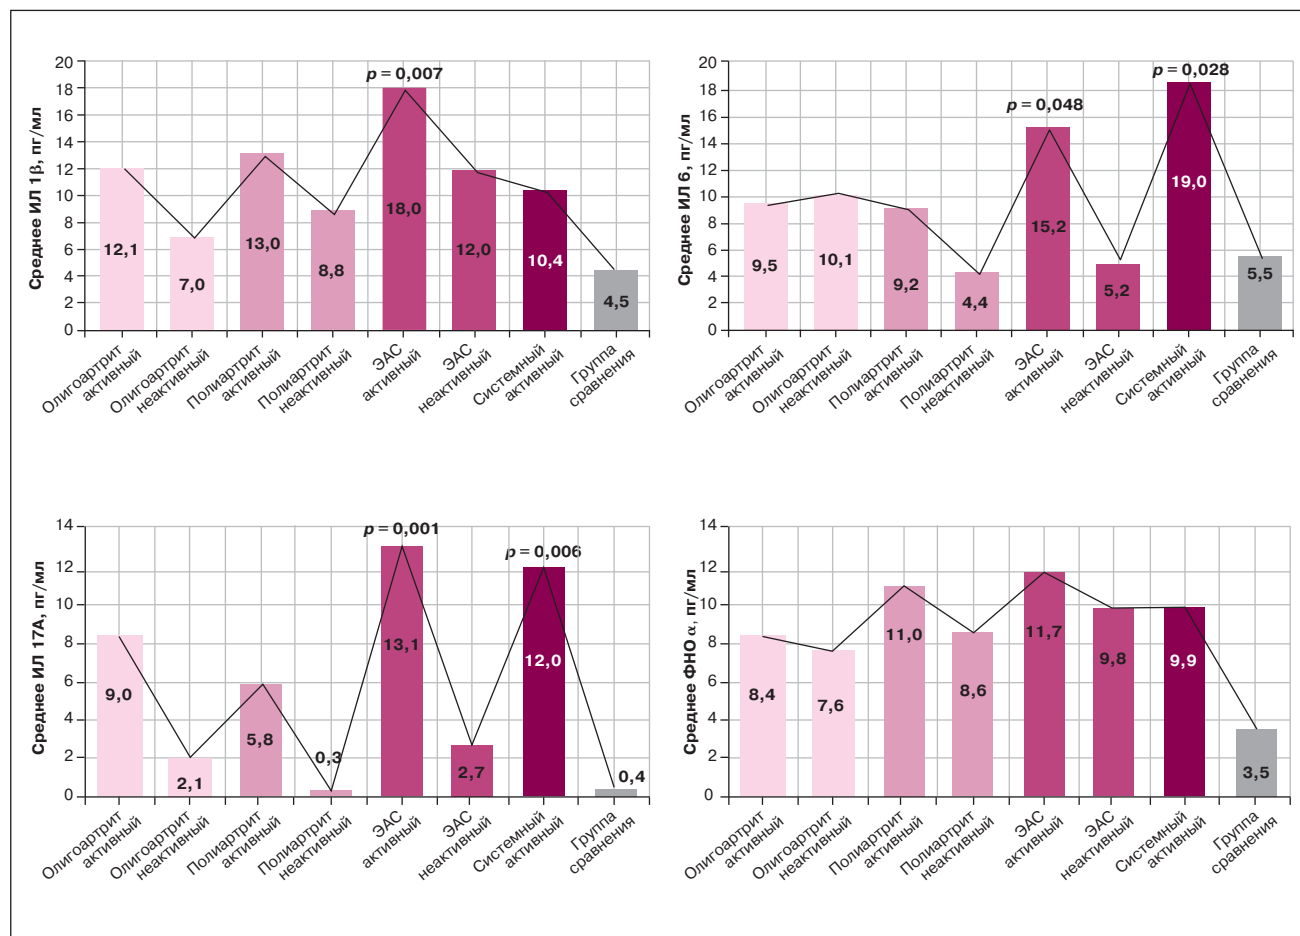 Среднее ИЛ 1β, пг/мл
20
18
16
14
12
10
8
6
4
2
0
p = 0,007
12,1
7,0
13,0
8,8
18,0
12,0
10,4
4,5
Олигоартрит
активный
Олигоартрит
неактивный
Полиартрит
активный
Полиартрит
неактивный
ЭАС
активный
ЭАС
неактивный
Системный
активный
Группа
сравнения
Среднее ИЛ 6, пг/мл
20
18
16
14
12
10
8
6
4
2
0
p = 0,048
p = 0,028
9,5
10,1
9,2
4,4
15,2
5,2
19,0
5,5
Олигоартрит
активный
Олигоартрит
неактивный
Полиартрит
активный
Полиартрит
неактивный
ЭАС
активный
ЭАС
неактивный
Системный
активный
Группа
сравнения
Среднее ИЛ 17А, пг/мл
14
12
10
8
6
4
2
0
p = 0,001
p = 0,006
9,0
2,1
5,8
0,3
13,1
2,7
12,0
0,4
Олигоартрит
активный
Олигоартрит
неактивный
Полиартрит
активный
Полиартрит
неактивный
ЭАС
активный
ЭАС
неактивный
Системный
активный
Группа
сравнения
Среднее ФНО α, пг/мл
14
12
10
8
6
4
2
0
8,4
7,6
11,0
8,6
11,7
9,8
9,9
3,5
Олигоартрит
активный
Олигоартрит
неактивный
Полиартрит
активный
Полиартрит
неактивный
ЭАС
активный
ЭАС
неактивный
Системный
активный
Группа
сравнения